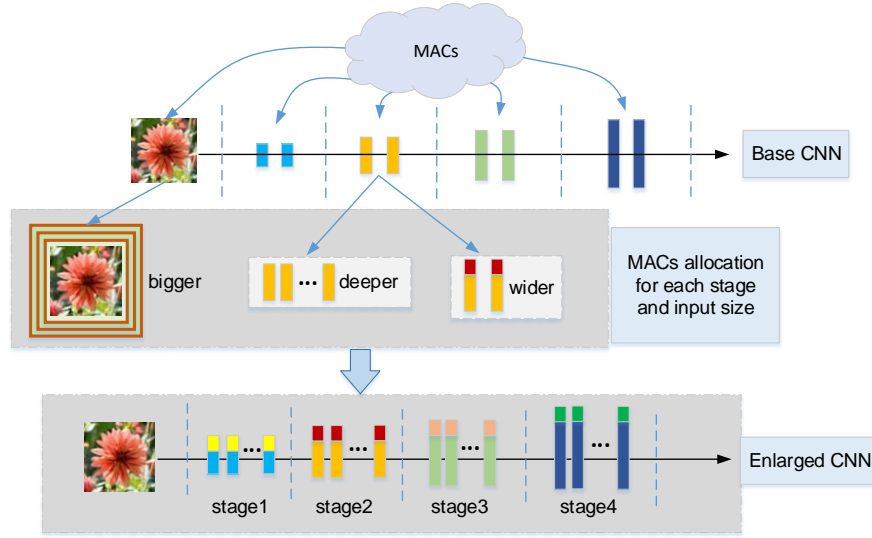 MACs
Base CNN
bigger
... deeper
wider
MACs allocation
for each stage
and input size
... ... ... ...
Enlarged CNN
stage1 stage2 stage3 stage4